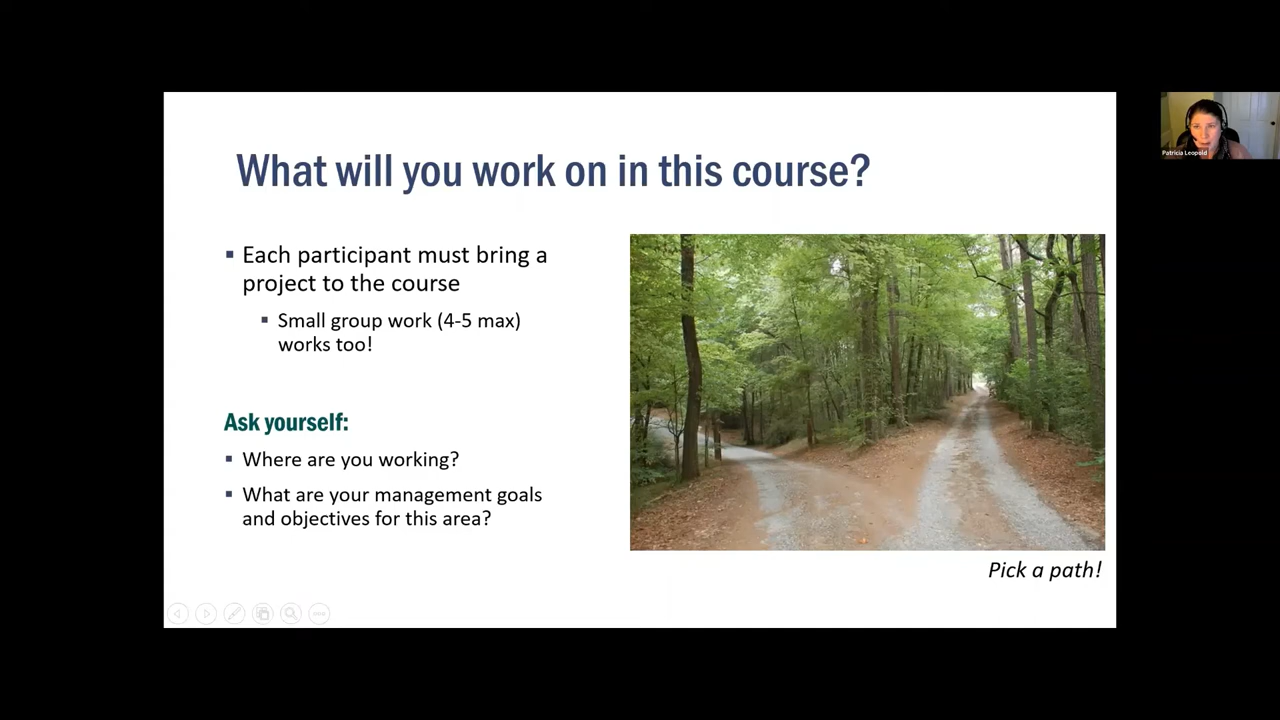 What will you work on in this course?
Each participant must bring a
project to the course
Small group work (4-5 max)
works too!
Ask yourself:
Where are you working?
What are your management goals
and objectives for this area?
Pick a path!
Patricia Leopold